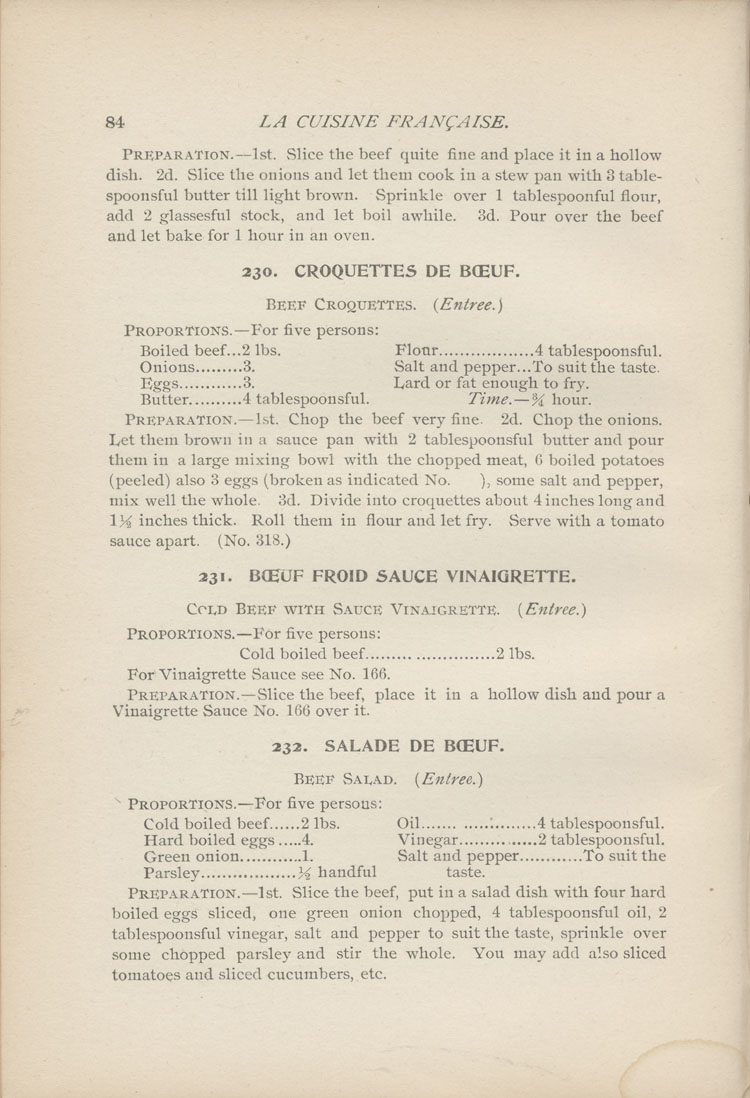 84 LA CUISINE FRANÇAISE.
PREPARATION.—1st. Slice the beef quite fine and place it in a hollow
dish. 2d. Slice the onions and let them cook in a stew pan with 3 table-
spoonsful butter till light brown. Sprinkle over 1 tablespoonful flour,
add 2 glassesful stock, and let boil awhile. 3d. Pour over the beef
and let bake for 1 hour in an oven.
230. CROQUETTES DE BŒUF.
BEEF CROQUETTES. (Entree.)
PROPORTIONS.—For five persons:
Boiled beef...2 lbs.
Onions.........3.
Eggs............3.
Butter..........4 tablespoonsful.
Flour..................4 tablespoonsful.
Salt and pepper...To suit the taste.
Lard or fat enough to fry.
Time.—¾ hour.
PREPARATION.—1st. Chop the beef very fine. 2d. Chop the onions.
Let them brown in a sauce pan with 2 tablespoonsful butter and pour
them in a large mixing bowl with the chopped meat, 6 boiled potatoes
(peeled) also 3 eggs (broken as indicated No. ), some salt and pepper,
mix well the whole. 3d. Divide into croquettes about 4 inches long and
1½ inches thick. Roll them in flour and let fry. Serve with a tomato
sauce apart. (No. 318.)
231. BŒUF FROID SAUCE VINAIGRETTE.
COLD BEEF WITH SAUCE VINAIGRETTE. (Entree.)
PROPORTIONS.—For five persons:
Cold boiled beef......... ...............2 lbs.
For Vinaigrette Sauce see No. 166.
PREPARATION.—Slice the beef, place it in a hollow dish and pour a
Vinaigrette Sauce No. 166 over it.
232. SALADE DE BŒUF.
BEEF SALAD. (Entree.)
PROPORTIONS.—For five persons:
Cold boiled beef......2 lbs.
Hard boiled eggs .....4.
Green onion............1.
Parsley..................½ handful
Oil....... ..............4 tablespoonsful.
Vinegar...............2 tablespoonsful.
Salt and pepper............To suit the
taste.
PREPARATION.—1st. Slice the beef, put in a salad dish with four hard
boiled eggs sliced, one green onion chopped, 4 tablespoonsful oil, 2
tablespoonsful vinegar, salt and pepper to suit the taste, sprinkle over
some chopped parsley and stir the whole. You may add also sliced
tomatoes and sliced cucumbers, etc.